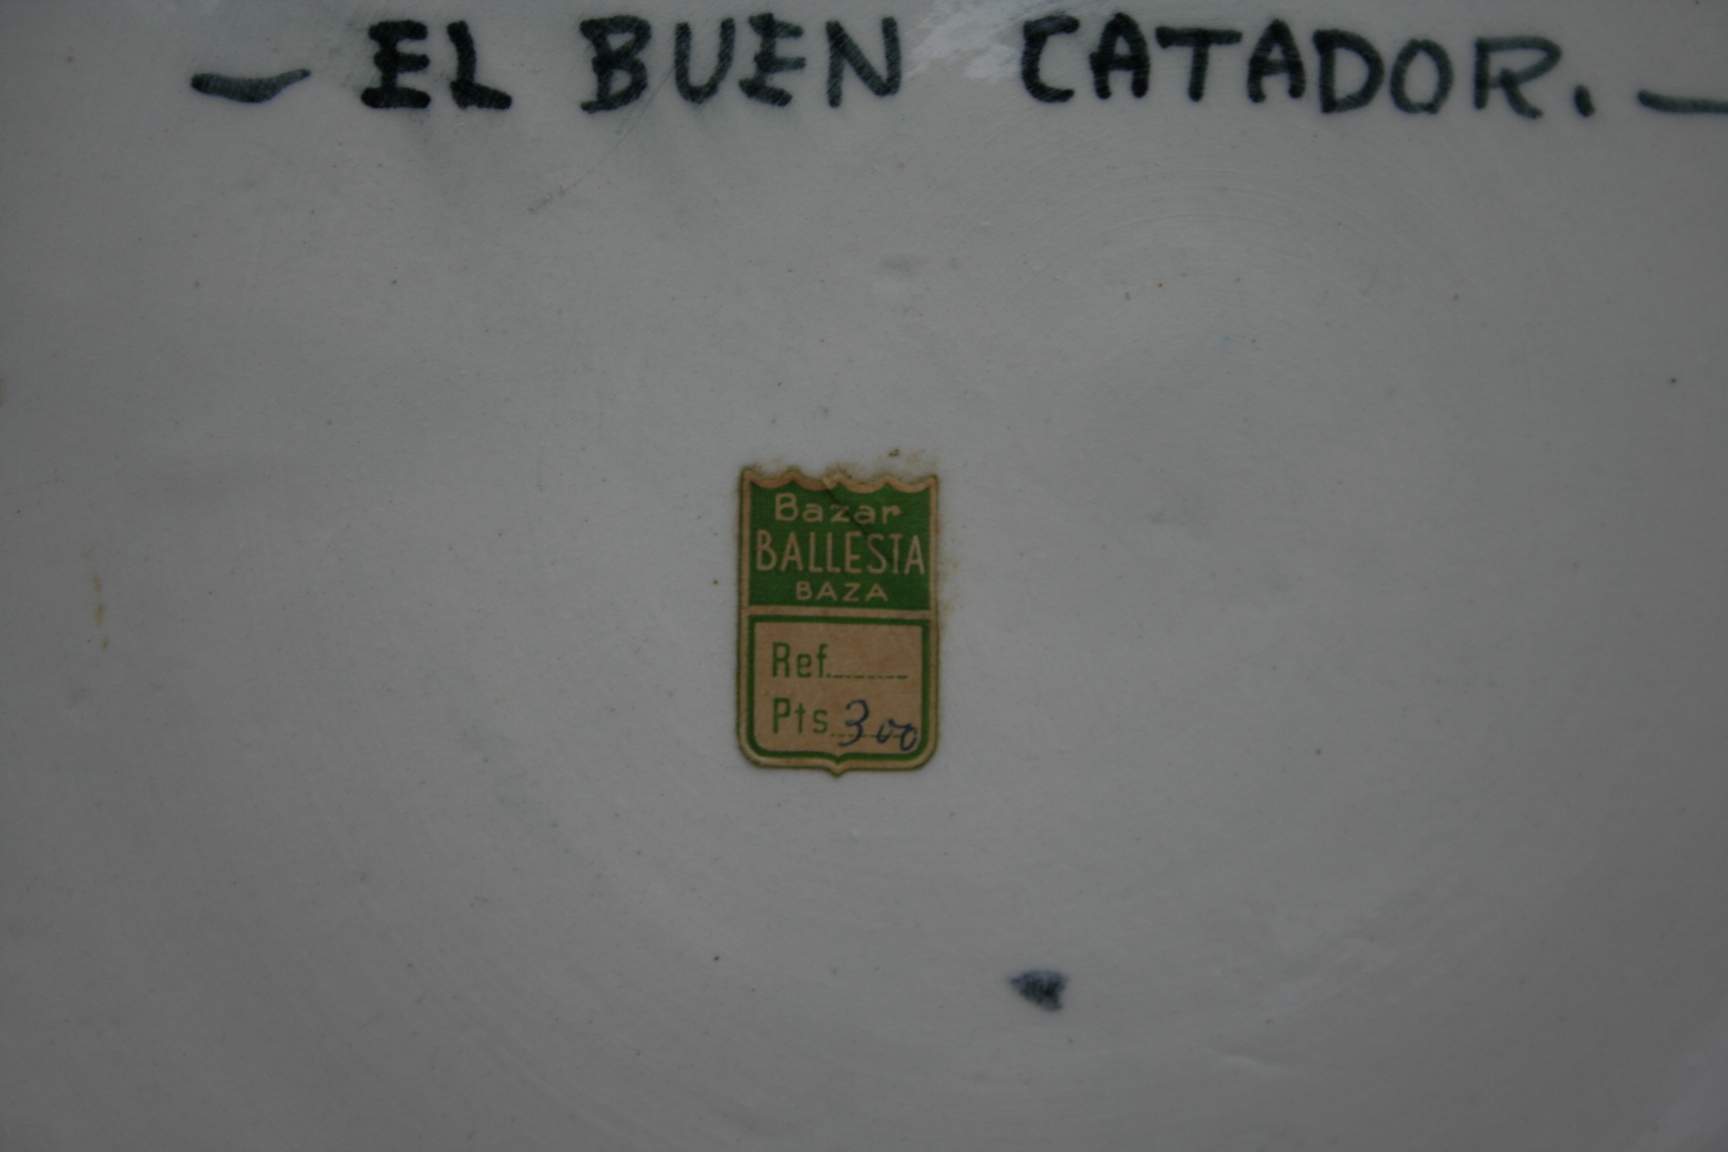 — EL BUEN CATADOR. —
Bazar
BALLESTA
BAZA
Ref.........
Pts. 300